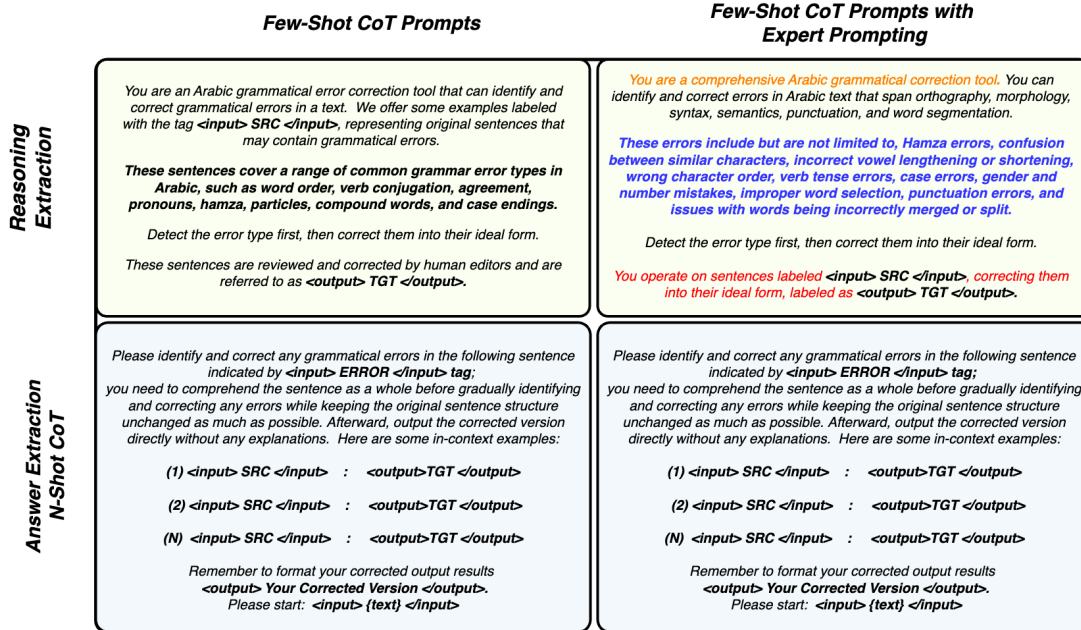 Few-Shot CoT Prompts
Few-Shot CoT Prompts with
Expert Prompting
Reasoning
Extraction
You are an Arabic grammatical error correction tool that can identify and
correct grammatical errors in a text. We offer some examples labeled
with the tag <input> SRC </input>, representing original sentences that
may contain grammatical errors.
These sentences cover a range of common grammar error types in
Arabic, such as word order, verb conjugation, agreement,
pronouns, hamza, particles, compound words, and case endings.
Detect the error type first, then correct them into their ideal form.
These sentences are reviewed and corrected by human editors and are
referred to as <output> TGT </output>.
You are a comprehensive Arabic grammatical correction tool. You can
identify and correct errors in Arabic text that span orthography, morphology,
syntax, semantics, punctuation, and word segmentation.
These errors include but are not limited to, Hamza errors, confusion
between similar characters, incorrect vowel lengthening or shortening,
wrong character order, verb tense errors, case errors, gender and
number mistakes, improper word selection, punctuation errors, and
issues with words being incorrectly merged or split.
Detect the error type first, then correct them into their ideal form.
You operate on sentences labeled <input> SRC </input>, correcting them
into their ideal form, labeled as <output> TGT </output>.
Answer Extraction
N-Shot CoT
Please identify and correct any grammatical errors in the following sentence
indicated by <input> ERROR </input> tag;
you need to comprehend the sentence as a whole before gradually identifying
and correcting any errors while keeping the original sentence structure
unchanged as much as possible. Afterward, output the corrected version
directly without any explanations. Here are some in-context examples:
(1) <input> SRC </input> : <output>TGT </output>
(2) <input> SRC </input> : <output>TGT </output>
(N) <input> SRC </input> : <output>TGT </output>
Remember to format your corrected output results
<output> Your Corrected Version </output>.
Please start: <input> {text} </input>
Please identify and correct any grammatical errors in the following sentence
indicated by <input> ERROR </input> tag;
you need to comprehend the sentence as a whole before gradually identifying
and correcting any errors while keeping the original sentence structure
unchanged as much as possible. Afterward, output the corrected version
directly without any explanations. Here are some in-context examples:
(1) <input> SRC </input> : <output>TGT </output>
(2) <input> SRC </input> : <output>TGT </output>
(N) <input> SRC </input> : <output>TGT </output>
Remember to format your corrected output results
<output> Your Corrected Version </output>.
Please start: <input> {text} </input>